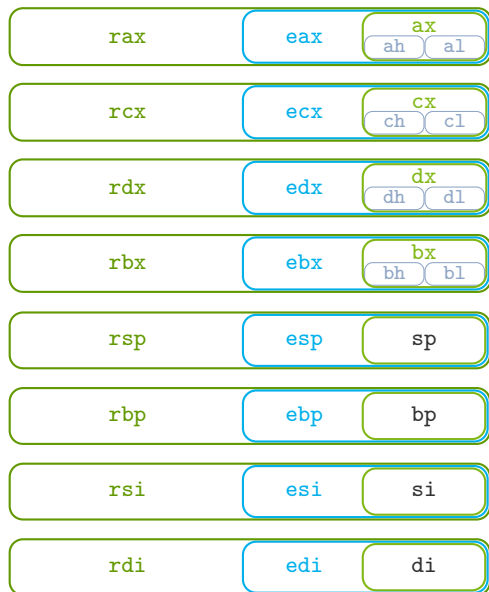 rax eax ax
ah al
rcx ecx cx
ch cl
rdx edx dx
dh dl
rbx ebx bx
bh bl
rsp esp sp
rbp ebp bp
rsi esi si
rdi edi di